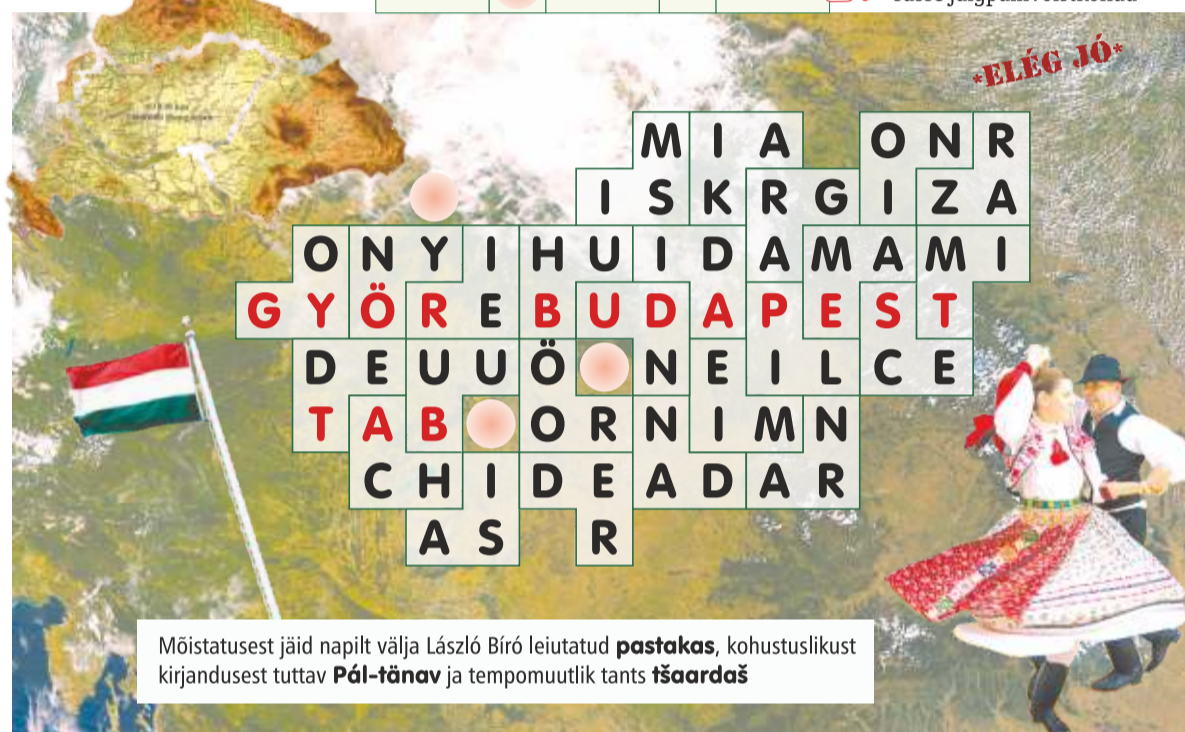 *ELÉG JÓ*
M I A O N R
I S K R G I Z A
O N Y I H U I D A M A M I
G Y Ö R E B U D A P E S T
D E U U Ö N E I L C E
T A B O R N I M N
C H I D E A D A R
A S R
Mõistatusest jäid napilt välja László Bíró leiutatud pastakas, kohustuslikust
kirjandusest tuttav Pál-tänav ja tempomuutlik tants tšaardaš